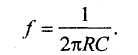 f = 1 / 2πRC.